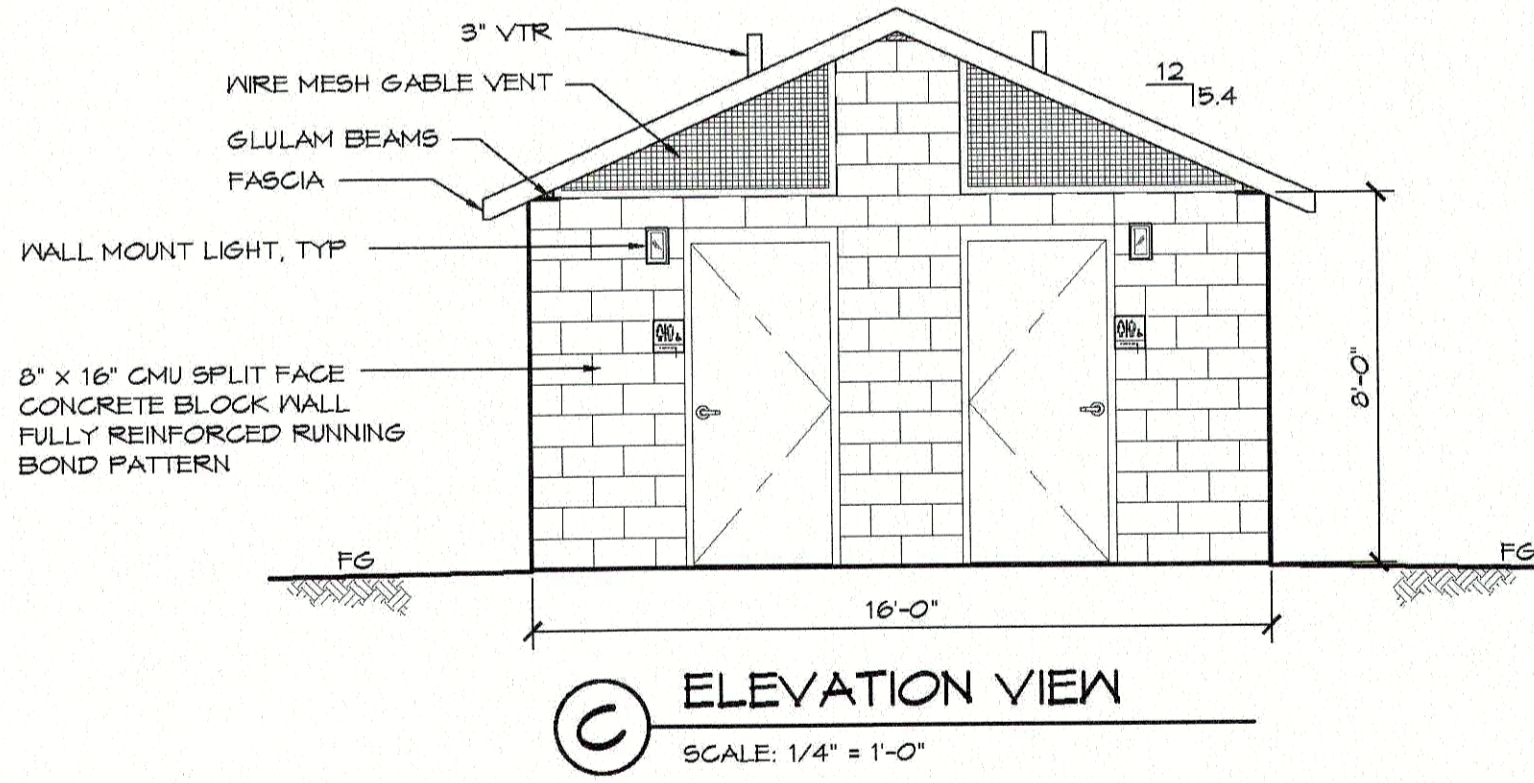 3" VTR
WIRE MESH GABLE VENT
GLULAM BEAMS
FASCIA
WALL MOUNT LIGHT, TYP
8" X 16" CMU SPLIT FACE
CONCRETE BLOCK WALL
FULLY REINFORCED RUNNING
BOND PATTERN
12
5.4
8'-0"
FG
FG
16'-0"
C
ELEVATION VIEW
SCALE: 1/4" = 1'-0"